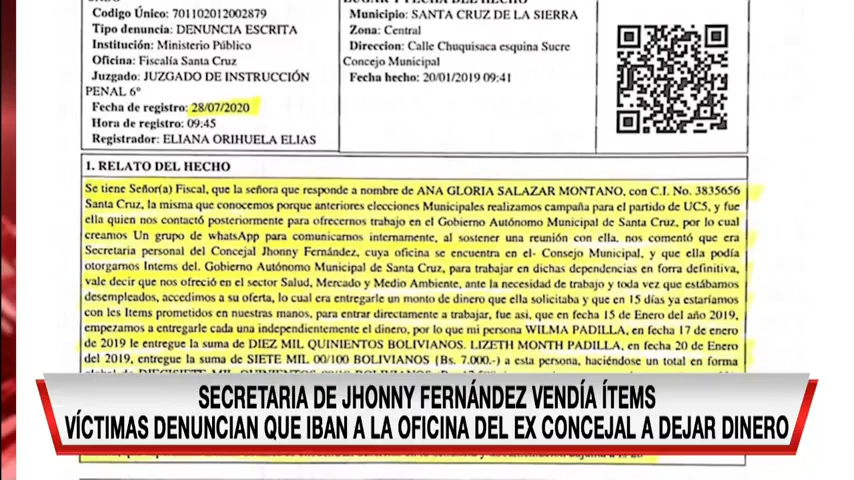 Codigo Único: 701102012002879
Tipo denuncia: DENUNCIA ESCRITA
Institución: Ministerio Público
Oficina: Fiscalía Santa Cruz
Juzgado: JUZGADO DE INSTRUCCIÓN
PENAL 6º
Fecha de registro: 28/07/2020
Hora de registro: 09:45
Registrador: ELIANA ORIHUELA ELIAS
LUGAR Y FECHA DEL HECHO
Municipio: SANTA CRUZ DE LA SIERRA
Zona: Central
Direccion: Calle Chuquisaca esquina Sucre
Concejo Municipal
Fecha hecho: 20/01/2019 09:41
1. RELATO DEL HECHO
Se tiene Señor(a) Fiscal, que la señora que responde a nombre de ANA GLORIA SALAZAR MONTANO, con C.I. No. 3835656
Santa Cruz, la misma que conocemos porque anteriores elecciones Municipales realizamos campaña para el partido de UCS, y fue
ella quien nos contactó posteriormente para ofrecernos trabajo en el Gobierno Autónomo Municipal de Santa Cruz, por lo cual
creamos Un grupo de whatsApp para comunicarnos internamente, al sostener una reunión con ella, nos comentó que era
Secretaria personal del Concejal Jhonny Fernández, cuya oficina se encuentra en el- Consejo Municipal, y que ella podía
otorgarnos Intems del. Gobierno Autónomo Municipal de Santa Cruz, para trabajar en dichas dependencias en forra definitiva,
vale decir que nos ofreció en el sector Salud, Mercado y Medio Ambiente, ante la necesidad de trabajo y toda vez que estábamos
desempleados, accedimos a su oferta, lo cual era entregarle un monto de dinero que ella solicitaba y que en 15 días ya estaríamos
con les Items prometidos en nuestras manos, para entrar directamente a trabajar, fue asi, que en fecha 15 de Enero del año 2019,
empezamos a entregarle cada una independientemente el dinero, por lo que mi persona WILMA PADILLA, en fecha 17 de enero
de 2019 le entregue la suma de DIEZ MIL QUINIENTOS BOLIVIANOS. LIZETH MONTH PADILLA, en fecha 20 de Enero
del 2019, entregue la suma de SIETE MIL 00/100 BOLIVIANOS (Bs. 7.000.-) a esta persona, haciéndose un total en forma
SECRETARIA DE JHONNY FERNÁNDEZ VENDÍA ÍTEMS
VÍCTIMAS DENUNCIAN QUE IBAN A LA OFICINA DEL EX CONCEJAL A DEJAR DINERO